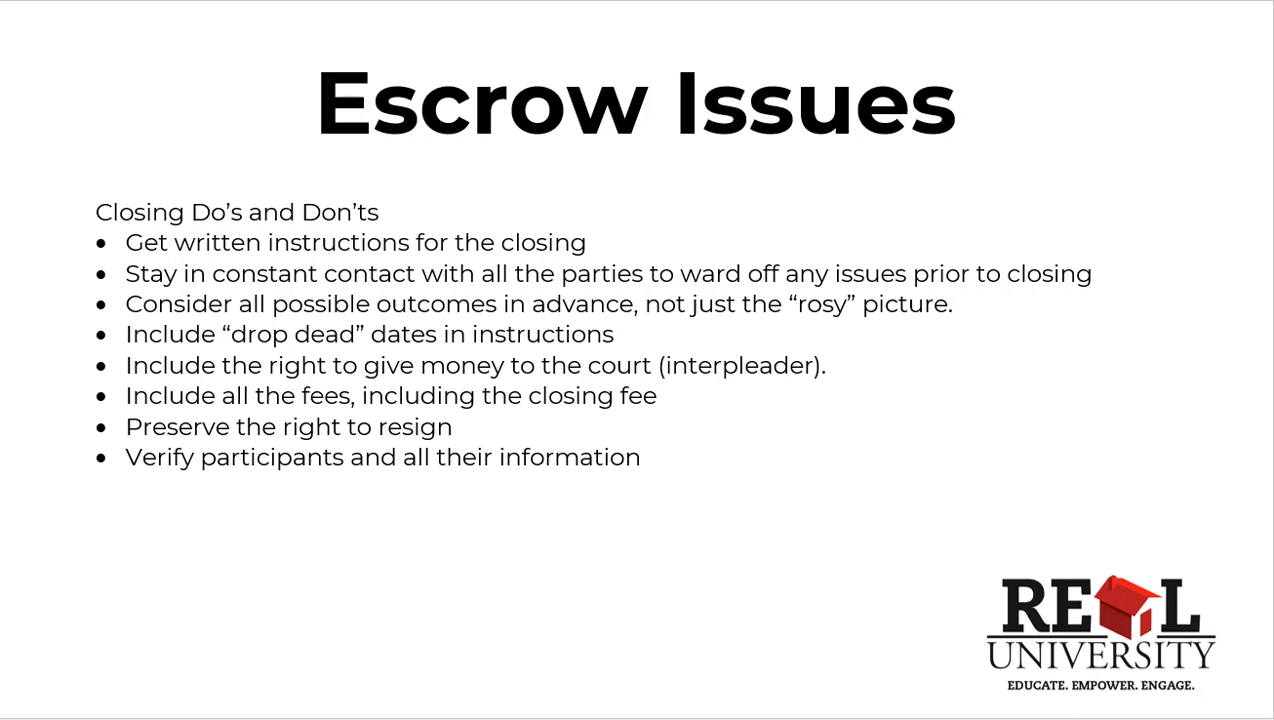 Escrow Issues
Closing Do’s and Don’ts
• Get written instructions for the closing
• Stay in constant contact with all the parties to ward off any issues prior to closing
• Consider all possible outcomes in advance, not just the “rosy” picture.
• Include “drop dead” dates in instructions
• Include the right to give money to the court (interpleader).
• Include all the fees, including the closing fee
• Preserve the right to resign
• Verify participants and all their information
REAL
UNIVERSITY
EDUCATE. EMPOWER. ENGAGE.